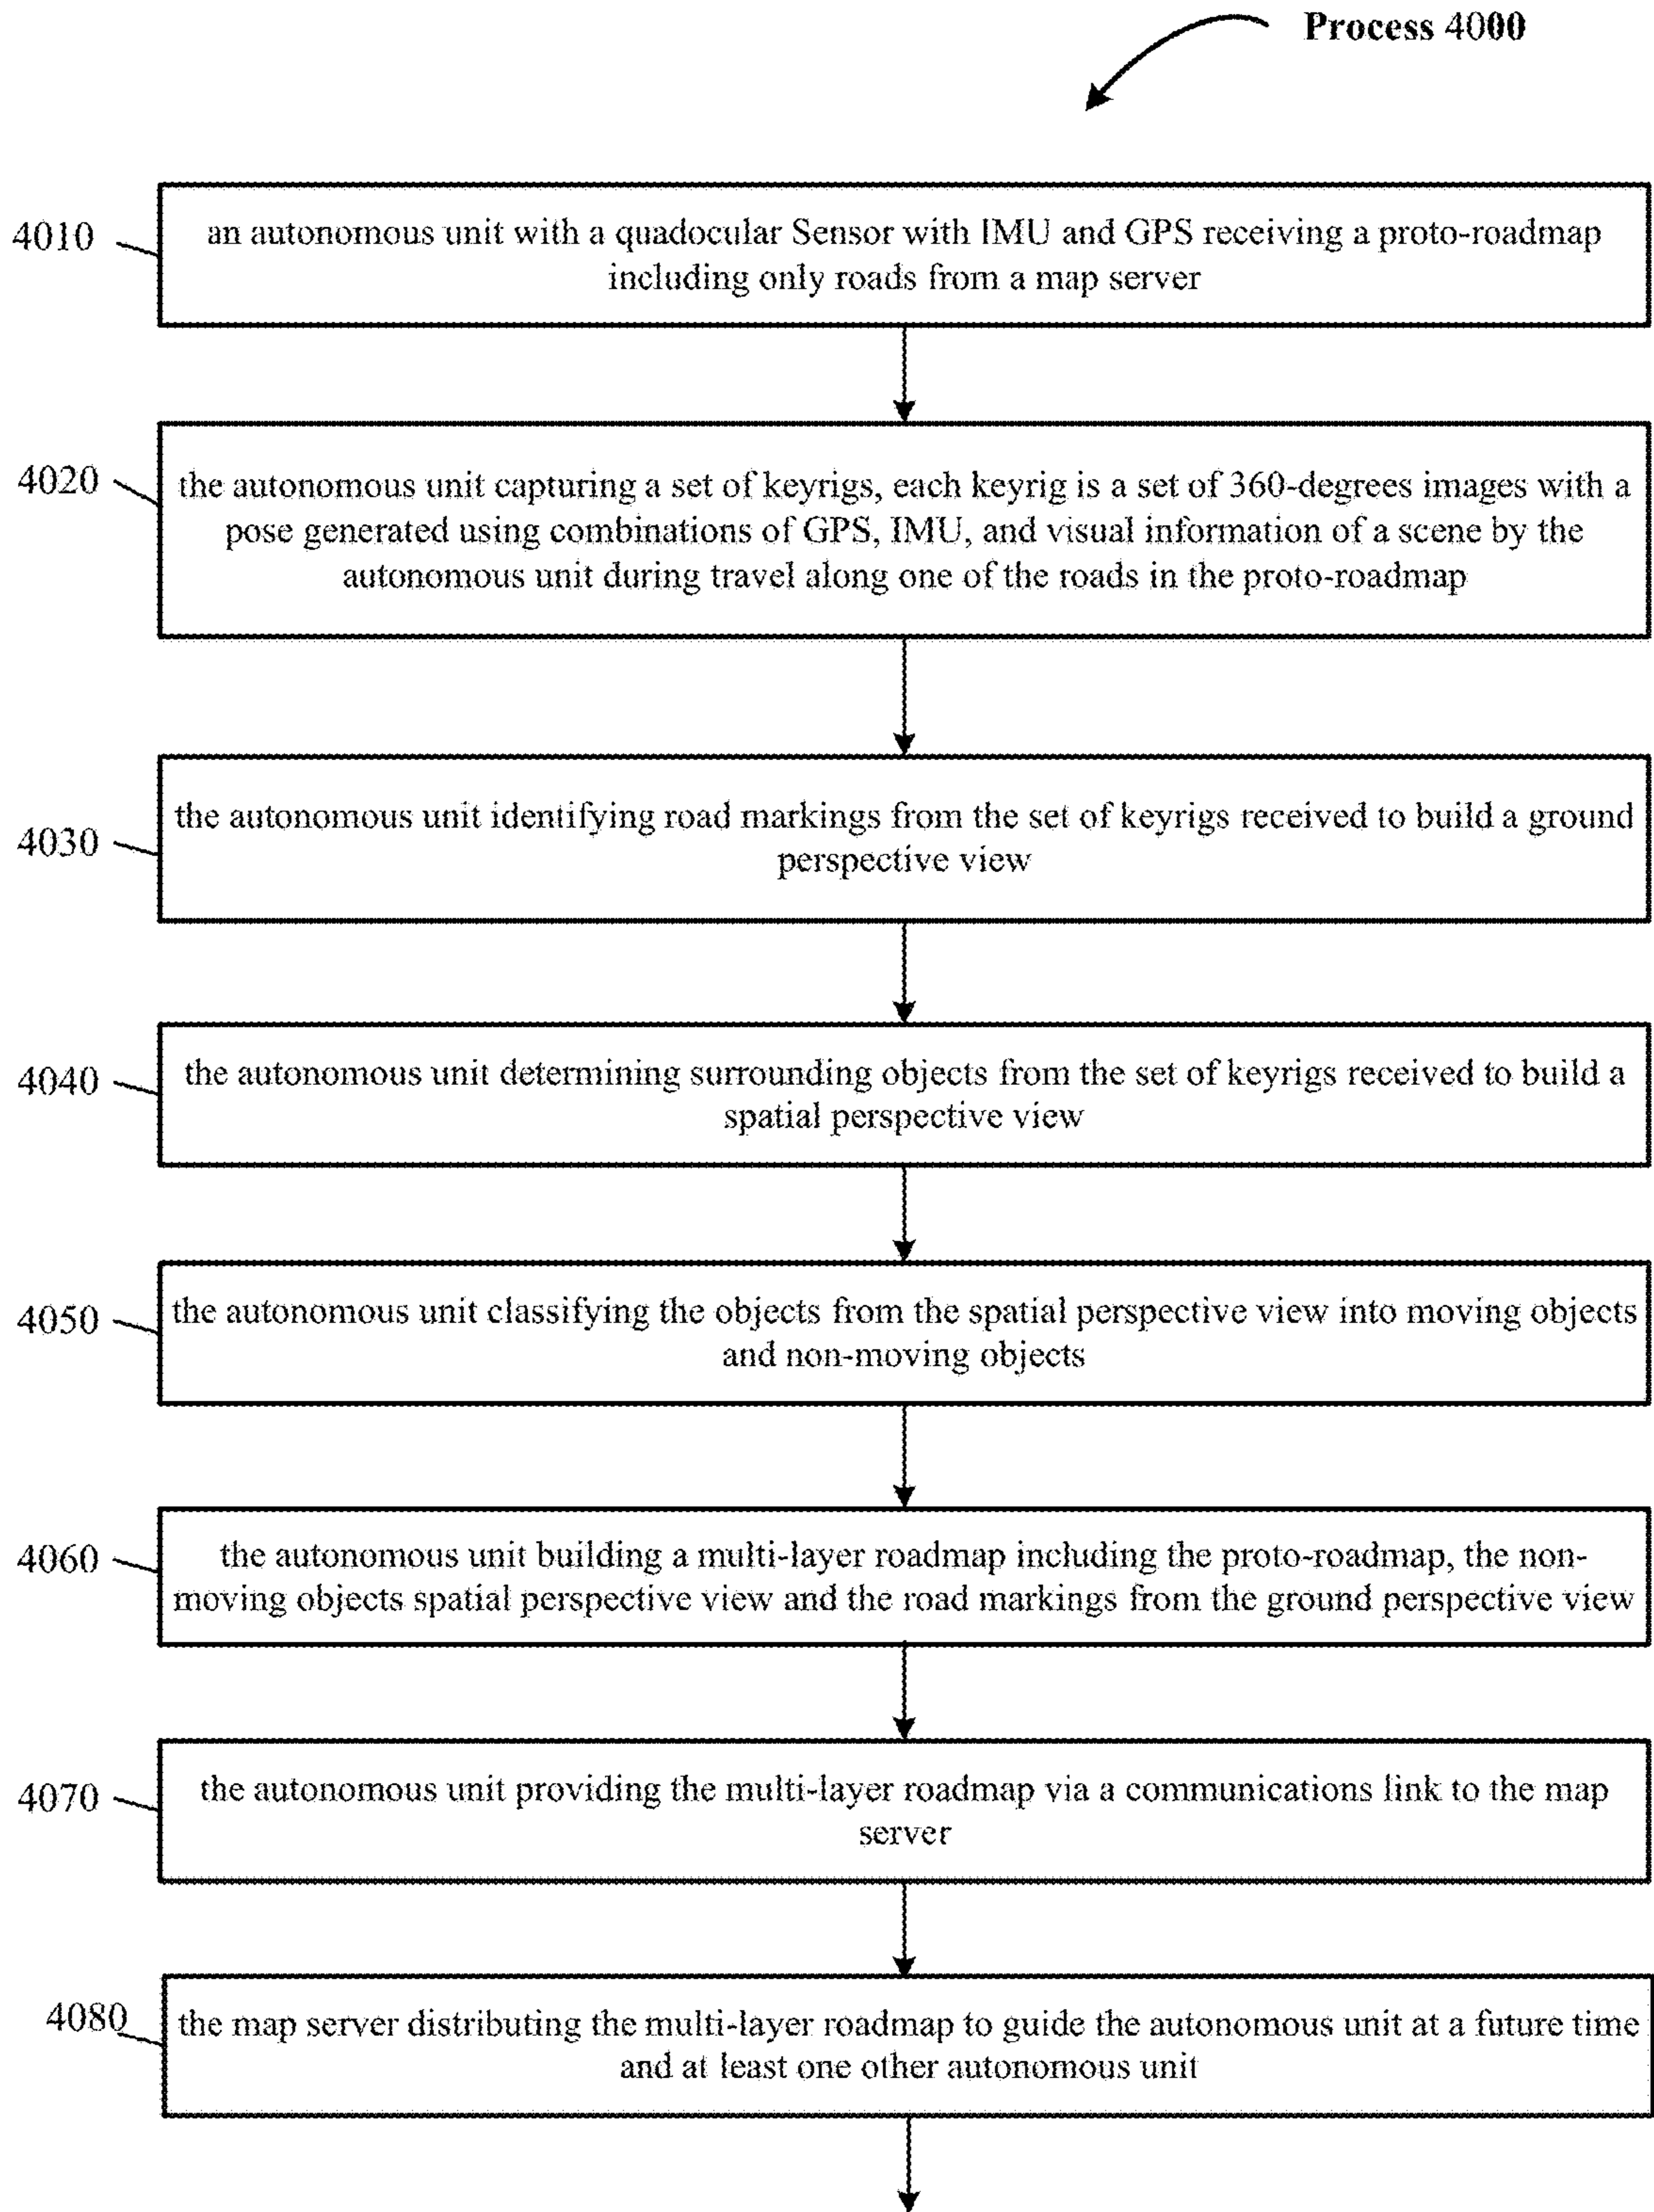 Process 4000
4010
an autonomous unit with a quadocular Sensor with IMU and GPS receiving a proto-roadmap
including only roads from a map server
4020
the autonomous unit capturing a set of keyrigs, each keyrig is a set of 360-degrees images with a
pose generated using combinations of GPS, IMU, and visual information of a scene by the
autonomous unit during travel along one of the roads in the proto-roadmap
4030
the autonomous unit identifying road markings from the set of keyrigs received to build a ground
perspective view
4040
the autonomous unit determining surrounding objects from the set of keyrigs received to build a
spatial perspective view
4050
the autonomous unit classifying the objects from the spatial perspective view into moving objects
and non-moving objects
4060
the autonomous unit building a multi-layer roadmap including the proto-roadmap, the non-
moving objects spatial perspective view and the road markings from the ground perspective view
4070
the autonomous unit providing the multi-layer roadmap via a communications link to the map
server
4080
the map server distributing the multi-layer roadmap to guide the autonomous unit at a future time
and at least one other autonomous unit